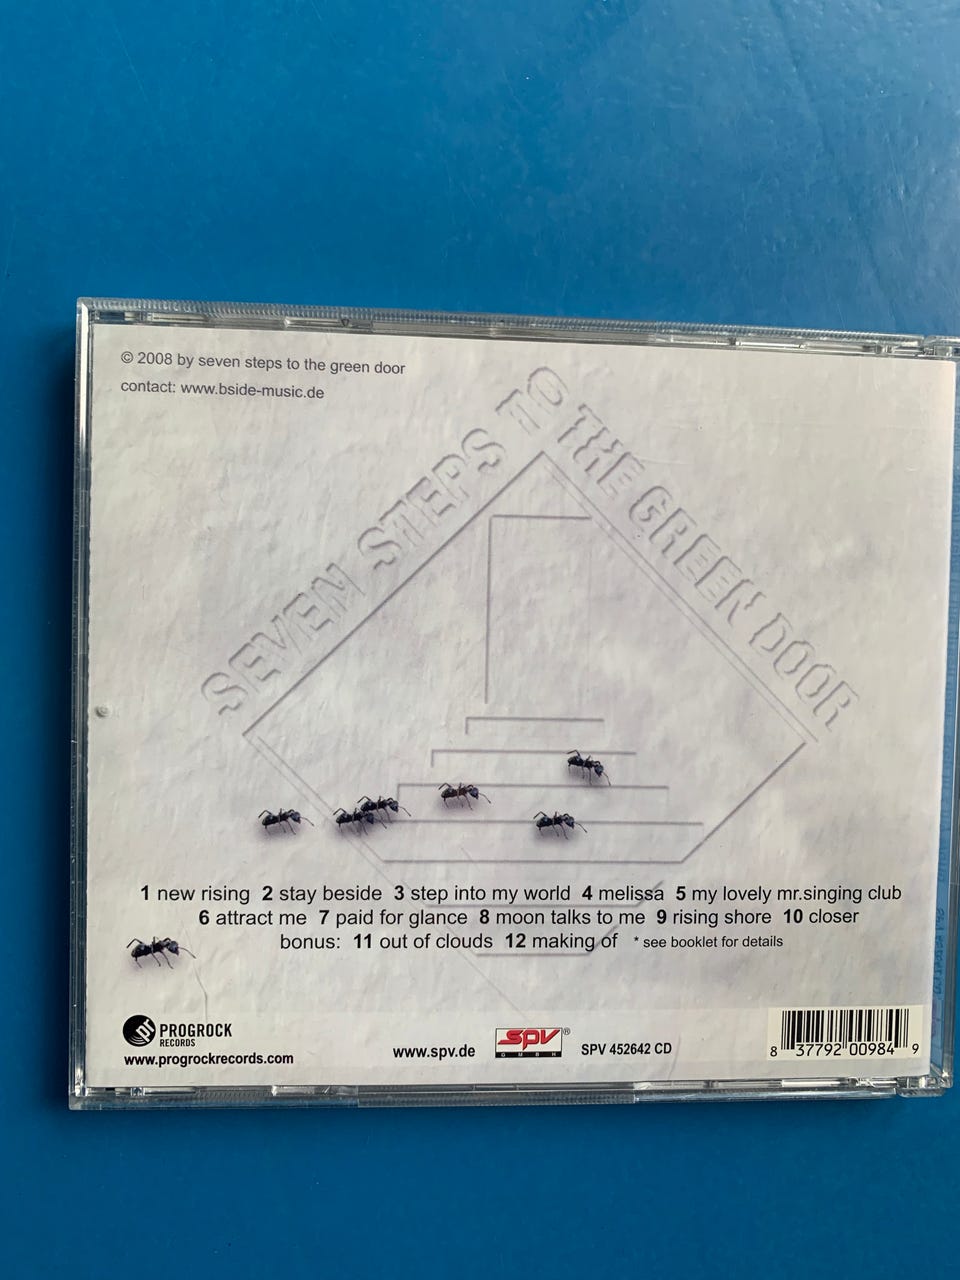 © 2008 by seven steps to the green door
contact: www.bside-music.de
SEVEN STEPS TO THE GREEN DOOR
1 new rising 2 stay beside 3 step into my world 4 melissa 5 my lovely mr.singing club
6 attract me 7 paid for glance 8 moon talks to me 9 rising shore 10 closer
bonus: 11 out of clouds 12 making of * see booklet for details
pr PROGROCK
RECORDS
www.progrockrecords.com
www.spv.de
spv®
GMBH
SPV 452642 CD
8 37792 00984 9